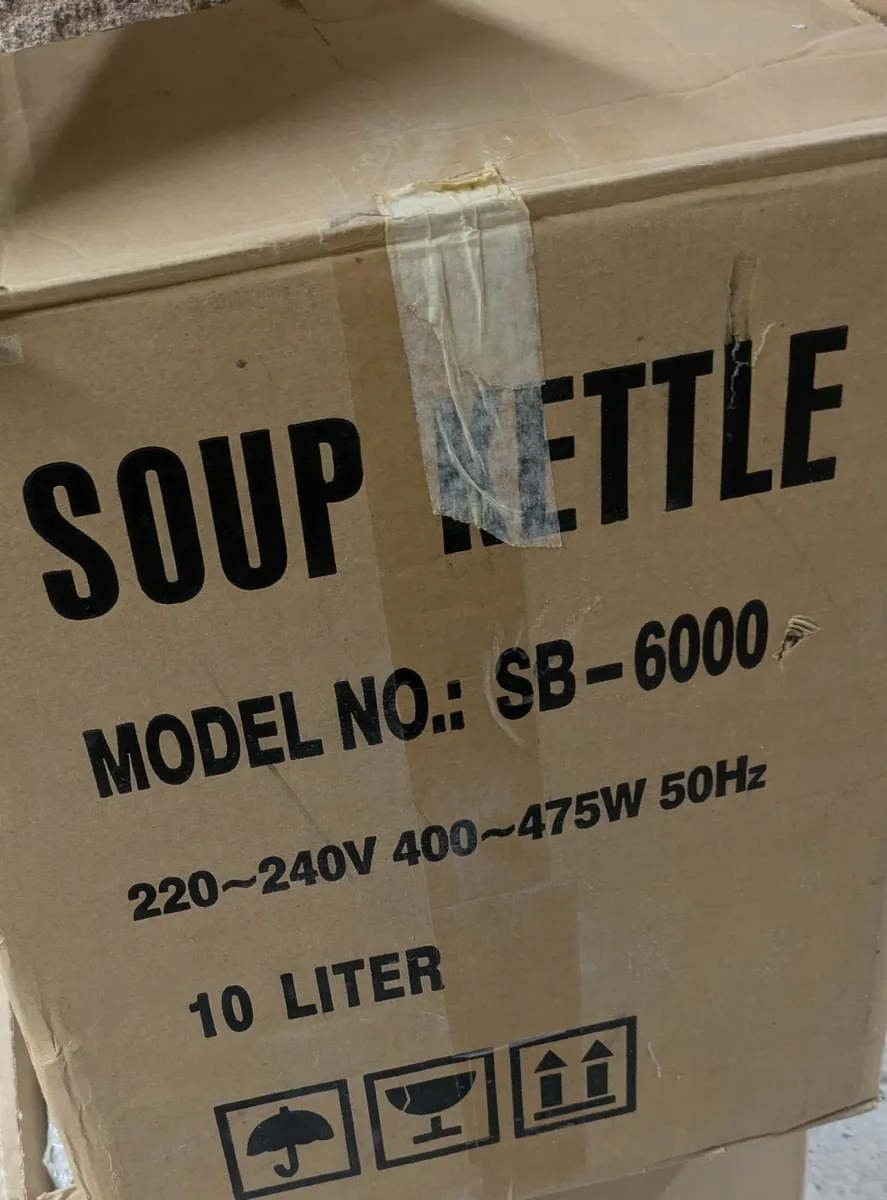 SOUP KETTLE
MODEL NO.: SB-6000
220~240V 400~475W 50Hz
10 LITER